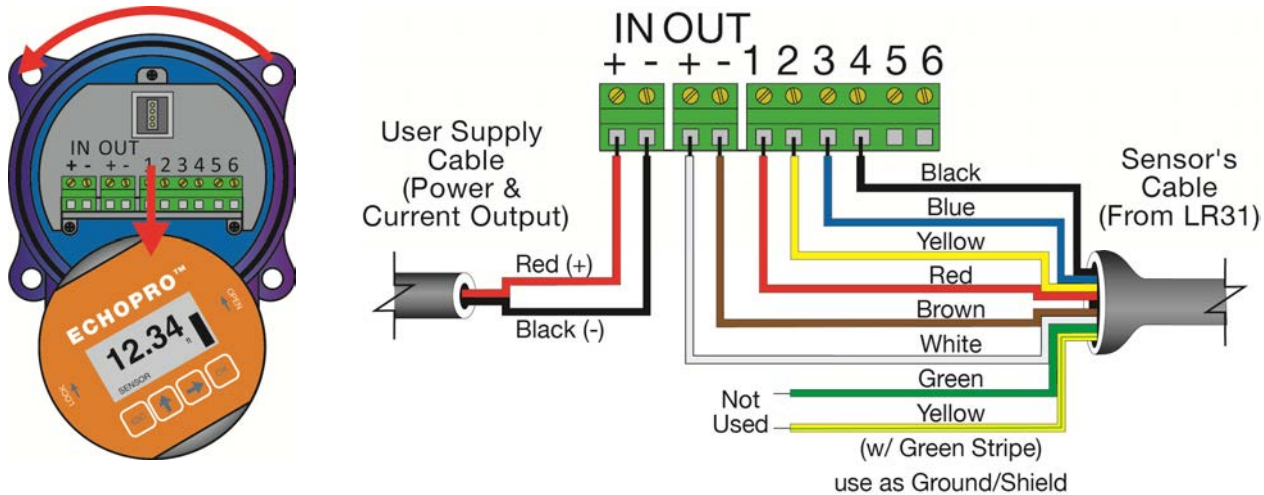 IN OUT
+ - + - 1 2 3 4 5 6
ECHOPRO™
OPEN
12.34
ft
SENSOR
LOCK
ESC
OK
IN OUT
+ - + - 1 2 3 4 5 6
User Supply
Cable
(Power &
Current Output)
Red (+)
Black (-)
Black
Blue
Yellow
Red
Brown
White
Green
Yellow
Not
Used
(w/ Green Stripe)
use as Ground/Shield
Sensor's
Cable
(From LR31)